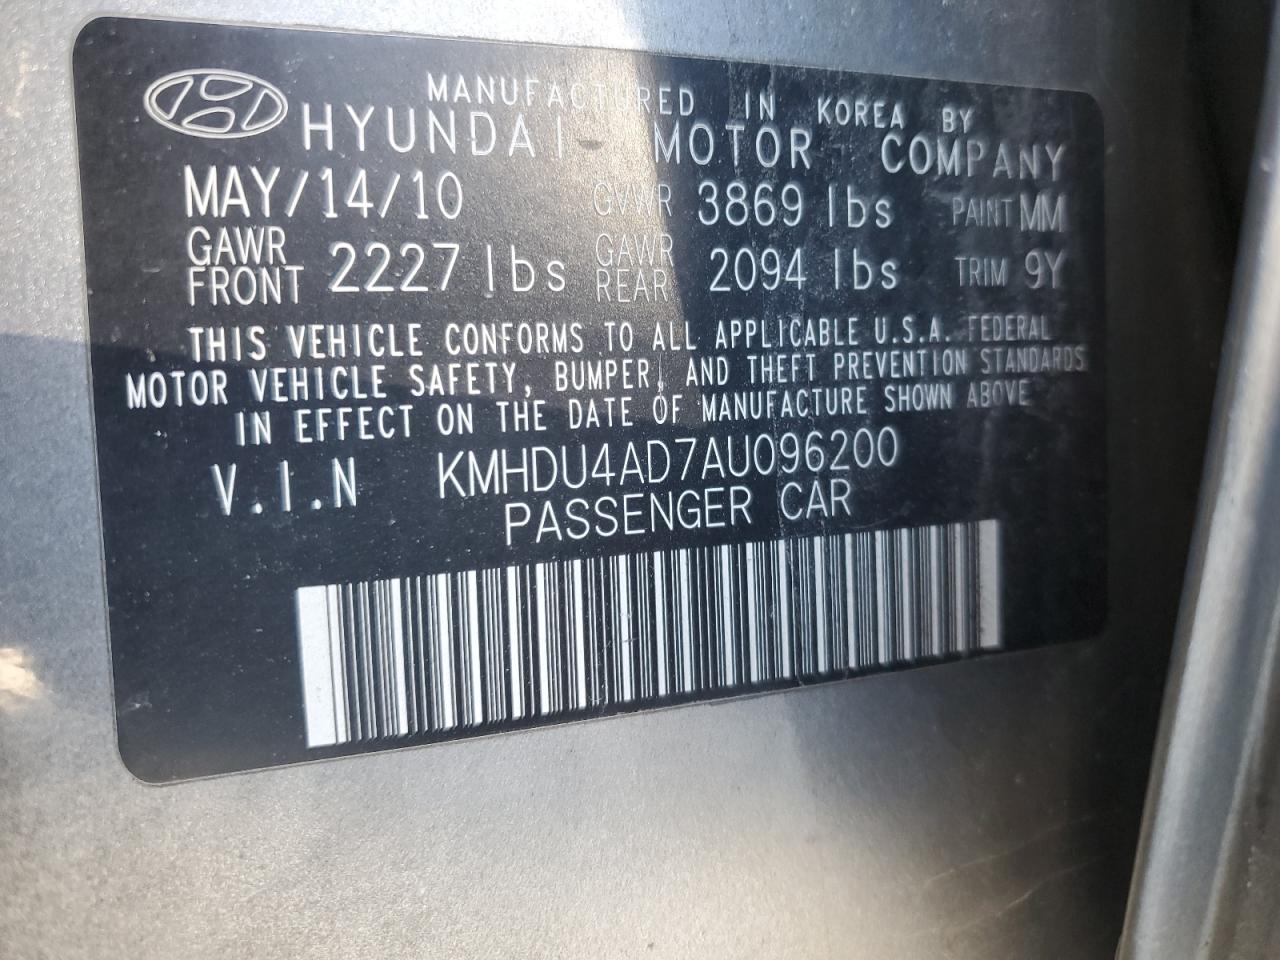 MANUFACTURED IN KOREA BY
HYUNDAI MOTOR COMPANY
MAY/14/10 GVWR 3869 lbs PAINT MM
GAWR FRONT 2227 lbs GAWR REAR 2094 lbs TRIM 9Y
THIS VEHICLE CONFORMS TO ALL APPLICABLE U.S.A. FEDERAL
MOTOR VEHICLE SAFETY, BUMPER, AND THEFT PREVENTION STANDARDS
IN EFFECT ON THE DATE OF MANUFACTURE SHOWN ABOVE
V.I.N KMHDU4AD7AU096200
PASSENGER CAR